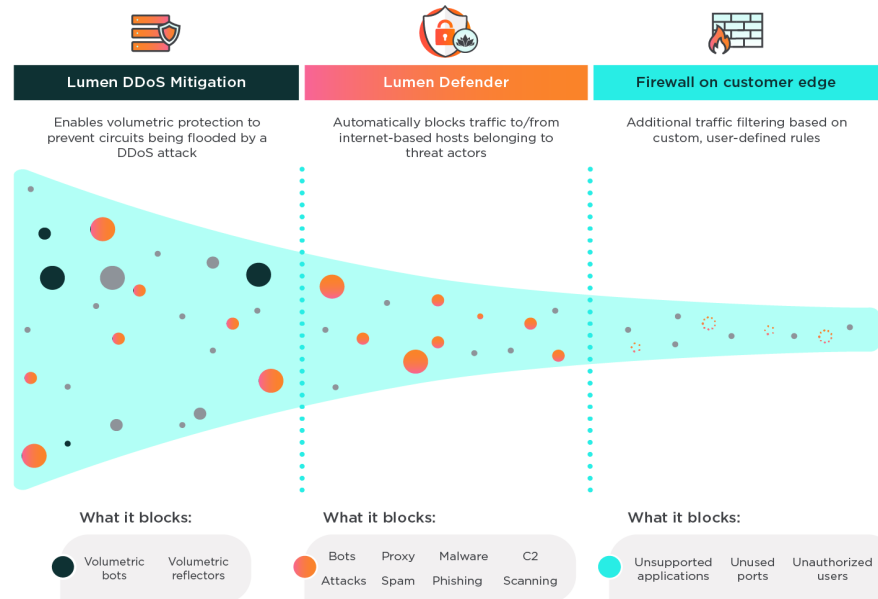 Lumen DDoS Mitigation
Enables volumetric protection to
prevent circuits being flooded by a
DDoS attack
Lumen Defender
Automatically blocks traffic to/from
internet-based hosts belonging to
threat actors
Firewall on customer edge
Additional traffic filtering based on
custom, user-defined rules
What it blocks:
Volumetric
bots
Volumetric
reflectors
What it blocks:
Bots Proxy Malware C2
Attacks Spam Phishing Scanning
What it blocks:
Unsupported
applications
Unused
ports
Unauthorized
users